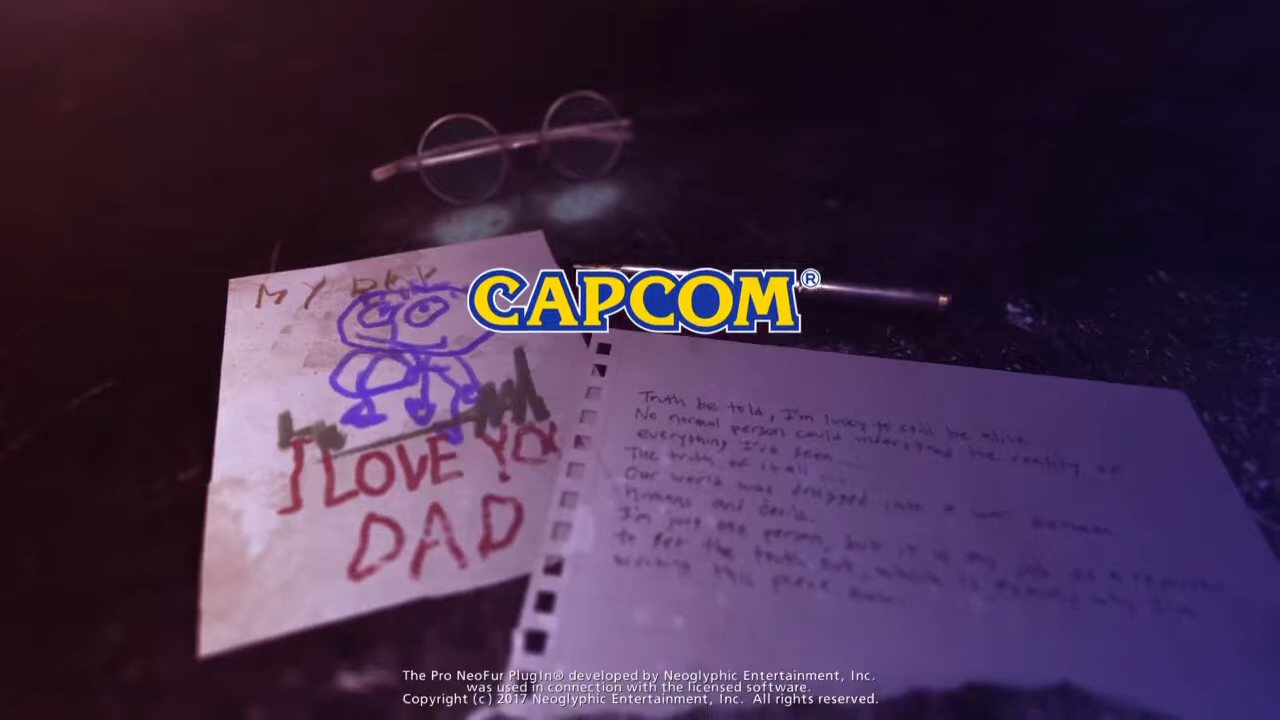 MY
CAPCOM®
I LOVE YOU
DAD
Truth be told, I'm lucky to still be alive.
No normal person could understand the reality of
everything I've seen....
The truth of it all....
Our world was dragged into a war between
humans and devils.
I'm just one person, but it is my job as a reporter
to get the truth out, which is exactly why I'm
writing this piece now.
The Pro NeoFur PlugIn® developed by Neoglyphic Entertainment, Inc.
was used in connection with the licensed software.
Copyright (c) 2017 Neoglyphic Entertainment, Inc. All rights reserved.